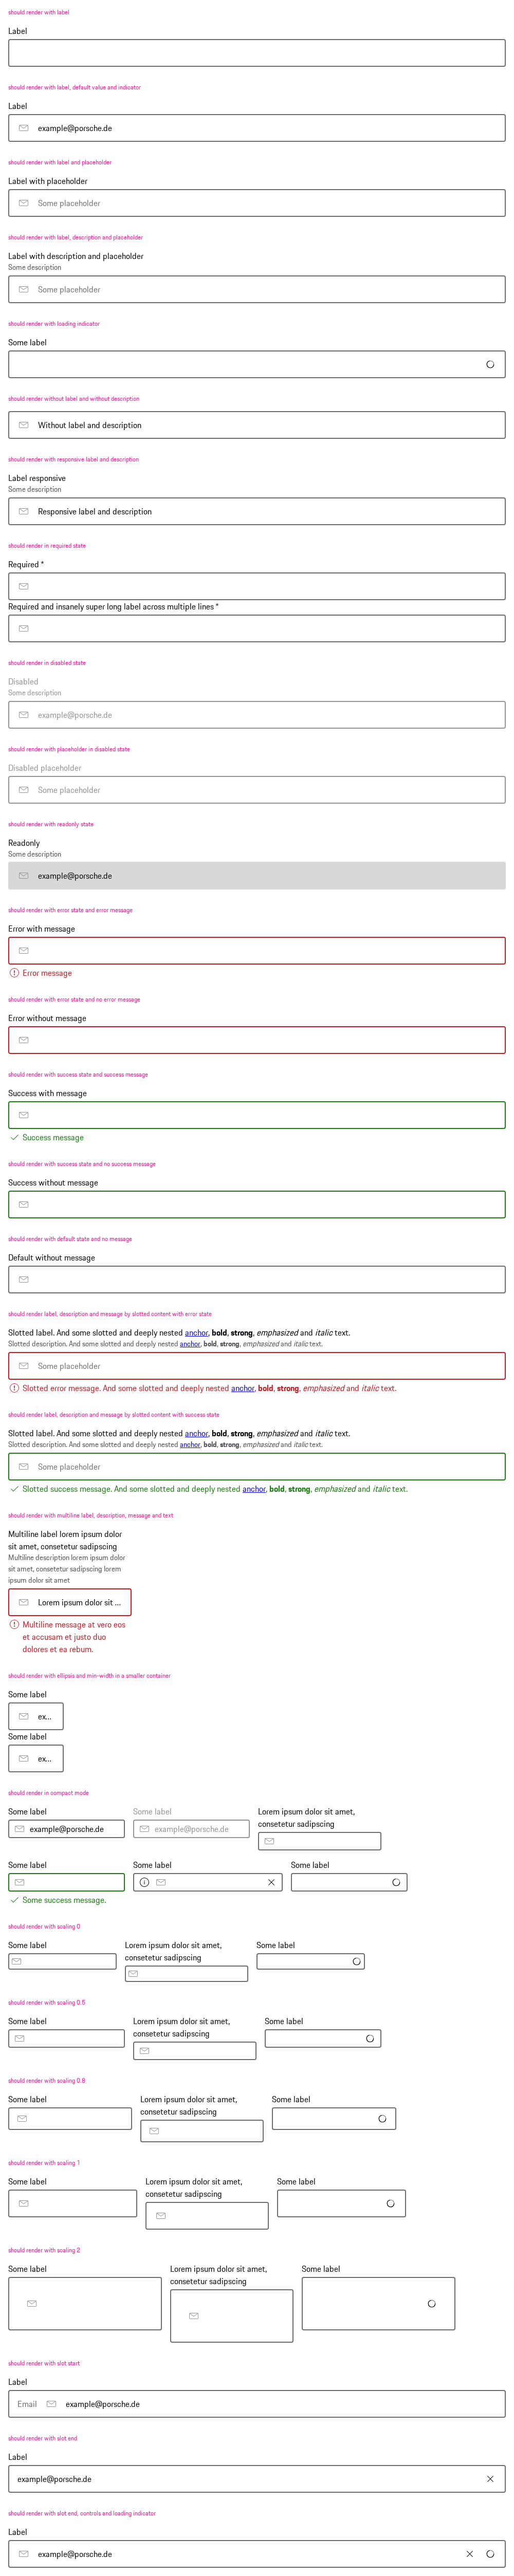 should render with label
Label
should render with label, default value and indicator
Label
example@porsche.de
should render with label and placeholder
Label with placeholder
Some placeholder
should render with label, description and placeholder
Label with description and placeholder
Some description
Some placeholder
should render with loading indicator
Some label
should render without label and without description
Without label and description
should render with responsive label and description
Label responsive
Some description
Responsive label and description
should render in required state
Required *
Required and insanely super long label across multiple lines *
should render in disabled state
Disabled
Some description
example@porsche.de
should render with placeholder in disabled state
Disabled placeholder
Some placeholder
should render with readonly state
Readonly
Some description
example@porsche.de
should render with error state and error message
Error with message
Error message
should render with error state and no error message
Error without message
should render with success state and success message
Success with message
Success message
should render with success state and no success message
Success without message
should render with default state and no message
Default without message
should render label, description and message by slotted content with error state
Slotted label. And some slotted and deeply nested anchor, bold, strong, emphasized and italic text.
Slotted description. And some slotted and deeply nested anchor, bold, strong, emphasized and italic text.
Some placeholder
Slotted error message. And some slotted and deeply nested anchor, bold, strong, emphasized and italic text.
should render label, description and message by slotted content with success state
Slotted label. And some slotted and deeply nested anchor, bold, strong, emphasized and italic text.
Slotted description. And some slotted and deeply nested anchor, bold, strong, emphasized and italic text.
Some placeholder
Slotted success message. And some slotted and deeply nested anchor, bold, strong, emphasized and italic text.
should render with multiline label, description, message and text
Multiline label lorem ipsum dolor
sit amet, consetetur sadipscing
Multiline description lorem ipsum dolor
sit amet, consetetur sadipscing lorem
ipsum dolor sit amet
Lorem ipsum dolor sit ...
Multiline message at vero eos
et accusam et justo duo
dolores et ea rebum.
should render with ellipsis and min-width in a smaller container
Some label
ex...
Some label
ex...
should render in compact mode
Some label
example@porsche.de
Some label
example@porsche.de
Lorem ipsum dolor sit amet,
consetetur sadipscing
Some label
Some success message.
Some label
Some label
should render with scaling 0
Some label
Lorem ipsum dolor sit amet,
consetetur sadipscing
Some label
should render with scaling 0.5
Some label
Lorem ipsum dolor sit amet,
consetetur sadipscing
Some label
should render with scaling 0.8
Some label
Lorem ipsum dolor sit amet,
consetetur sadipscing
Some label
should render with scaling 1
Some label
Lorem ipsum dolor sit amet,
consetetur sadipscing
Some label
should render with scaling 2
Some label
Lorem ipsum dolor sit amet,
consetetur sadipscing
Some label
should render with slot start
Label
Email example@porsche.de
should render with slot end
Label
example@porsche.de
should render with slot end, controls and loading indicator
Label
example@porsche.de